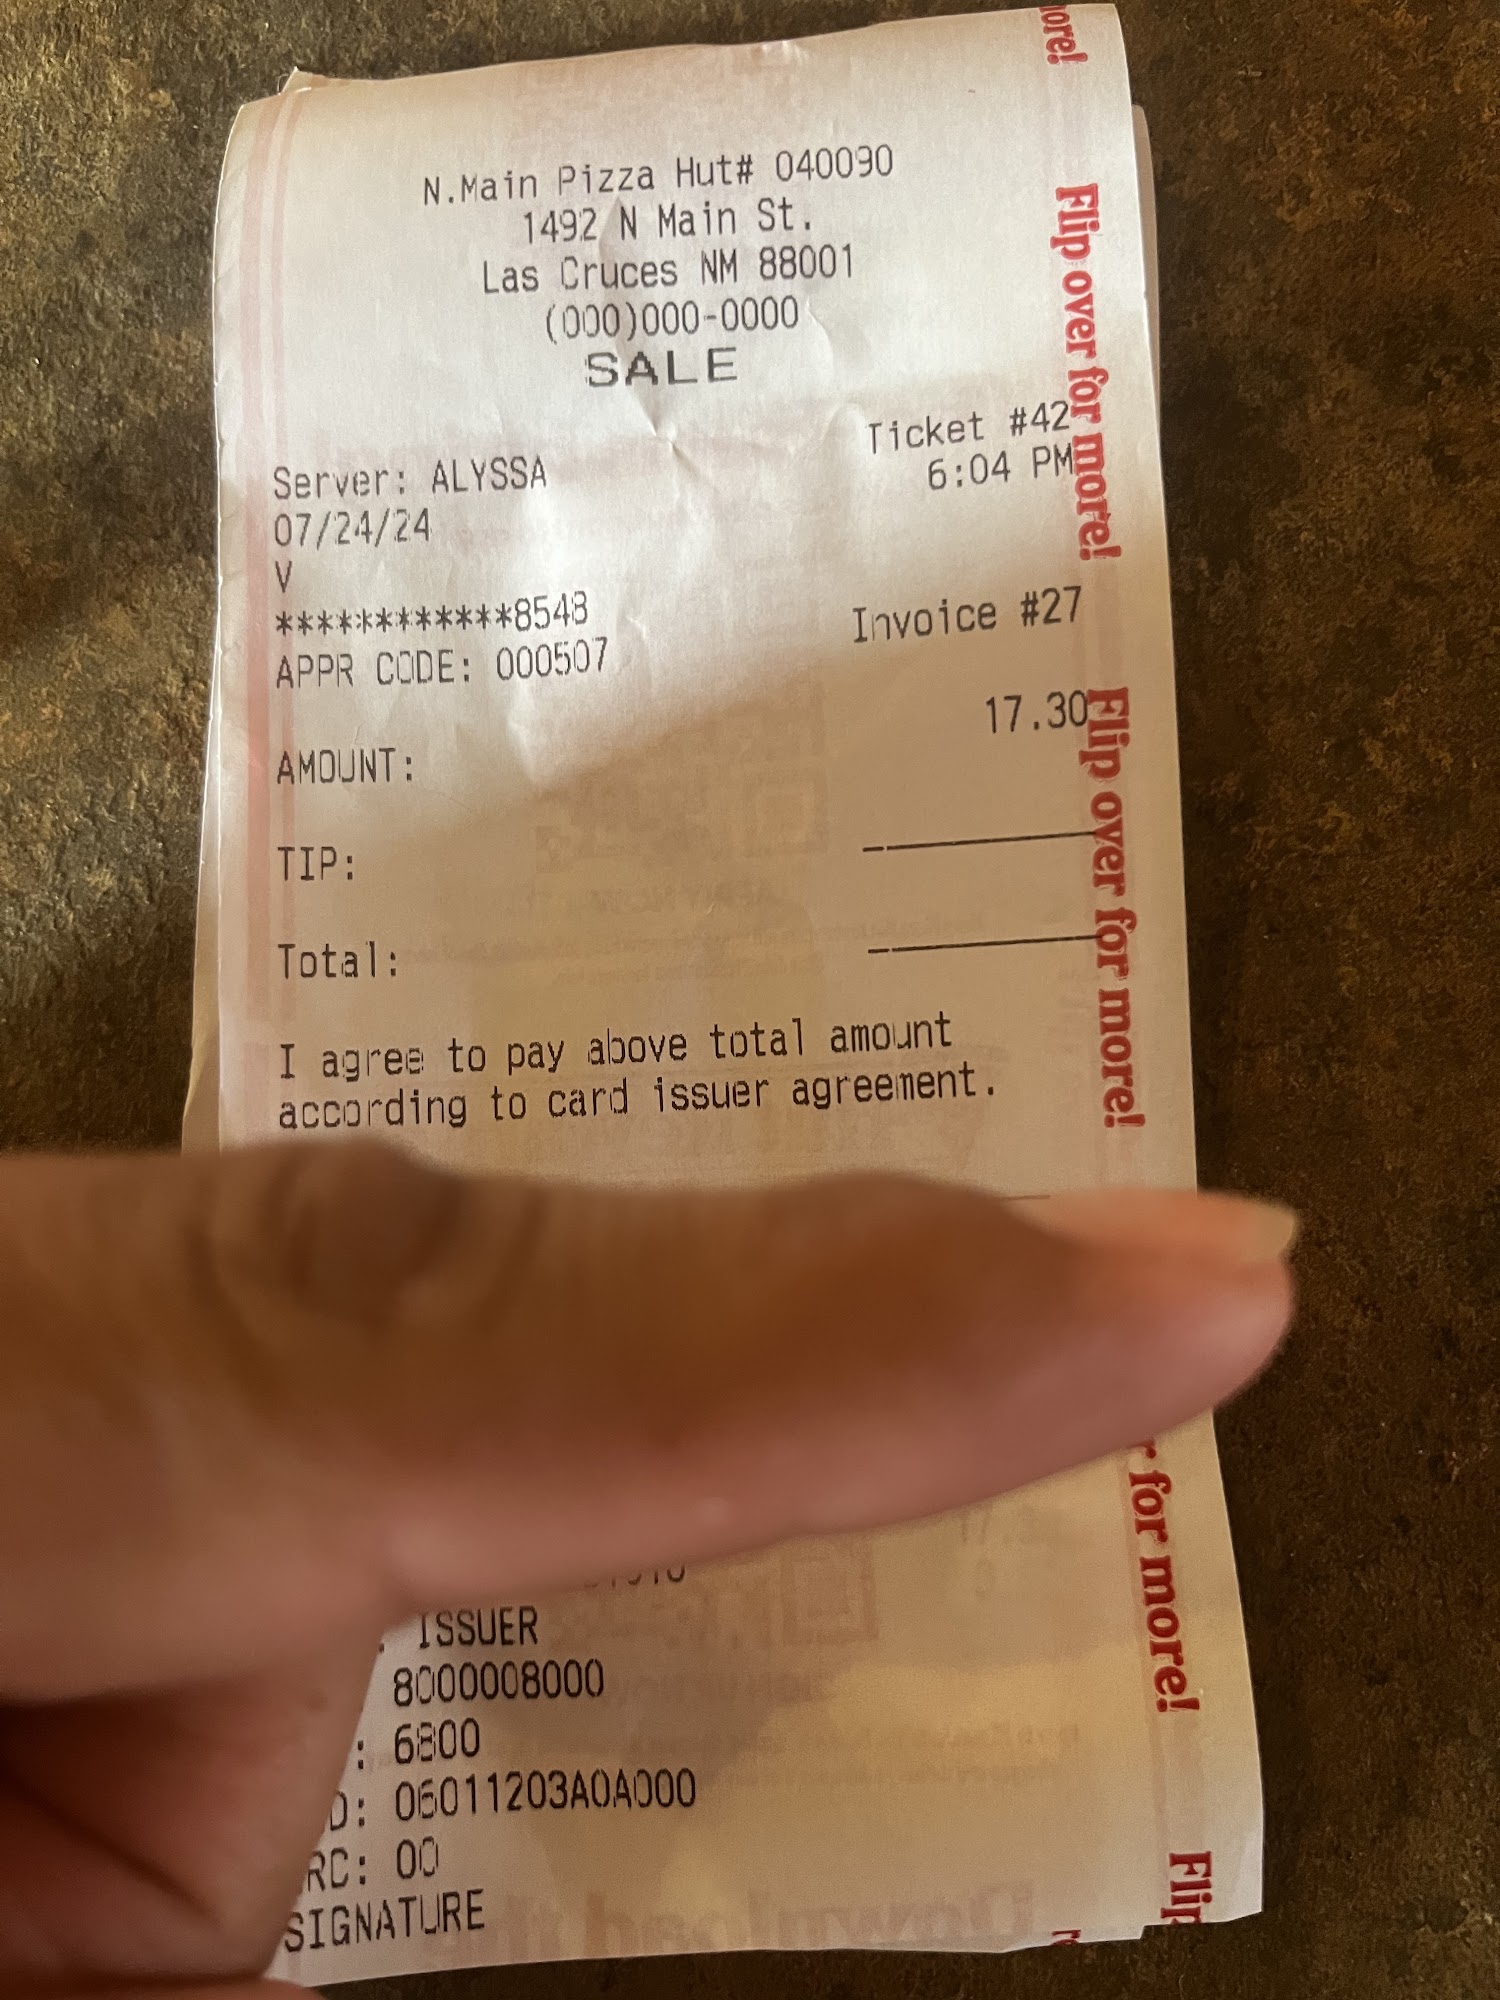 N.Main Pizza Hut# 040090
1492 N Main St.
Las Cruces NM 88001
(000)000-0000
SALE
Ticket #42
Server: ALYSSA
6:04 PM
07/24/24
V
************8548
Invoice #27
APPR CODE: 000507
17.30
AMOUNT:
TIP:
Total:
I agree to pay above total amount
according to card issuer agreement.
ISSUER
8000008000
: 6800
D: 06011203A0A000
RC: 00
SIGNATURE
ore!
Flip over for more!
Flip over for more!
for more!
Flip